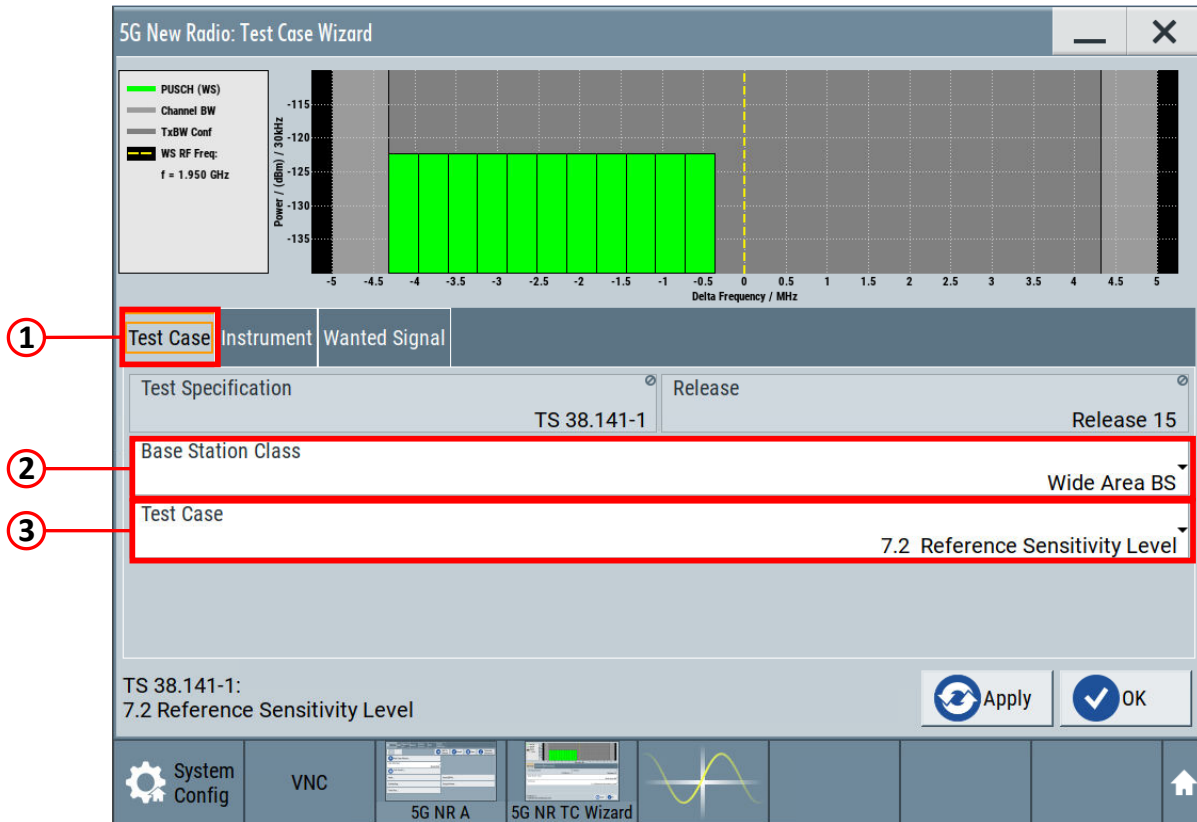 5G New Radio: Test Case Wizard
PUSCH (WS)
Channel BW
TxBW Conf
WS RF Freq:
f = 1.950 GHz
Power / (dBm) / 30kHz
-115
-120
-125
-130
-135
-5 -4.5 -4 -3.5 -3 -2.5 -2 -1.5 -1 -0.5 0 0.5 1 1.5 2 2.5 3 3.5 4 4.5 5
Delta Frequency / MHz
1
Test Case Instrument Wanted Signal
Test Specification
TS 38.141-1
Release
Release 15
2
Base Station Class
Wide Area BS
3
Test Case
7.2 Reference Sensitivity Level
TS 38.141-1:
7.2 Reference Sensitivity Level
Apply
OK
System
Config
VNC
5G NR A
5G NR TC Wizard